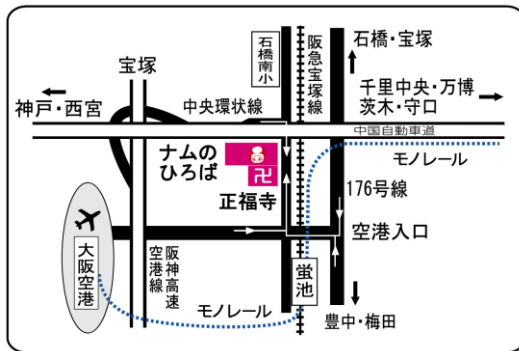 石橋南小
阪急宝塚線
石橋・宝塚
宝塚
千里中央・万博
茨木・守口
神戸・西宮
中央環状線
中国自動車道
モノレール
ナムの
ひろば
卍
正福寺
176号線
空港入口
大阪空港
阪神高速
空港線
蛍池
モノレール
豊中・梅田